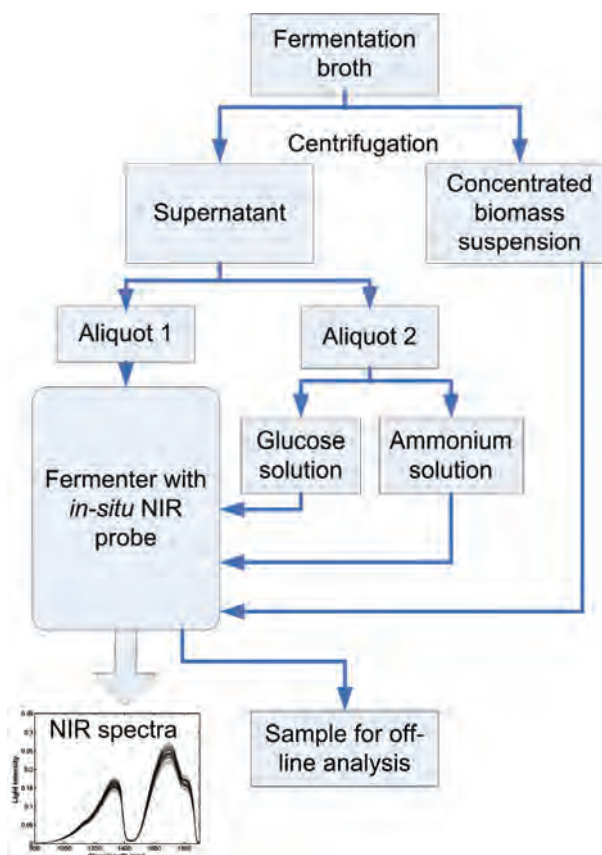 Fermentation
broth
Centrifugation
Supernatant
Concentrated
biomass
suspension
Aliquot 1
Aliquot 2
Glucose
solution
Ammonium
solution
Fermenter with
in-situ NIR
probe
NIR spectra
Light Intensity
Sample for off-
line analysis